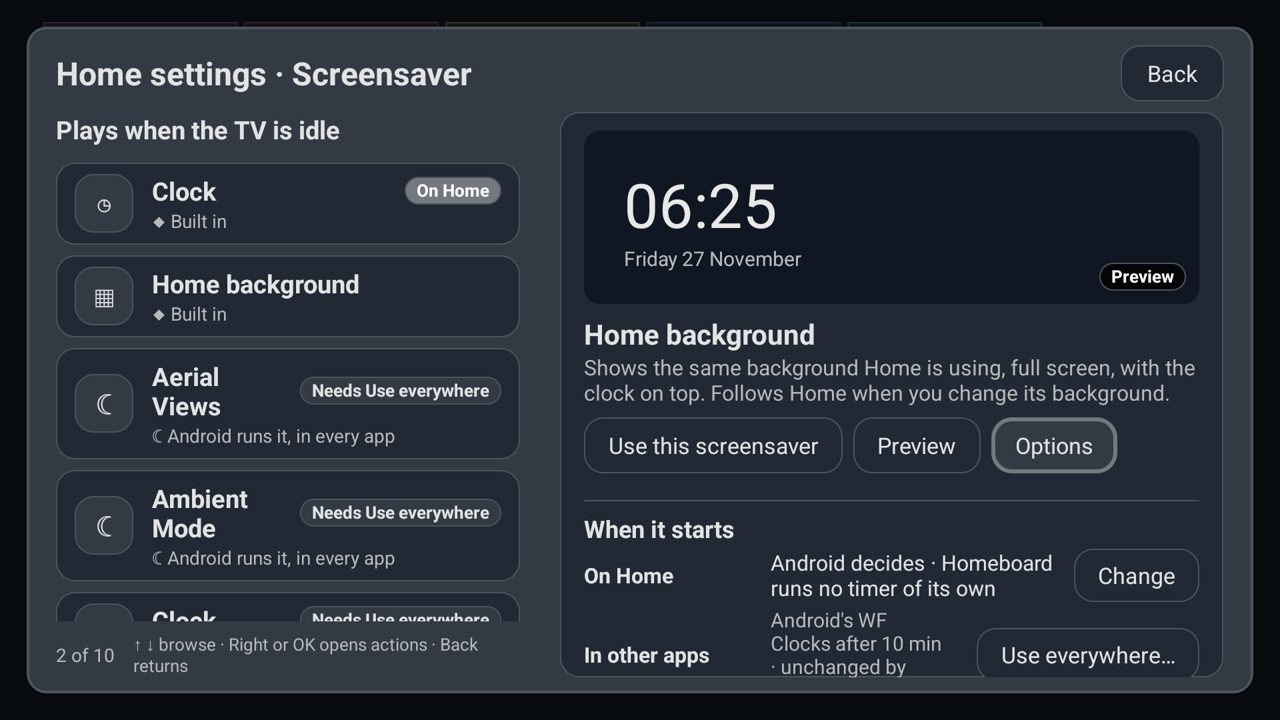 Home settings · Screensaver
Back
Plays when the TV is idle
Clock
On Home
◆ Built in
Home background
◆ Built in
Aerial
Views
Needs Use everywhere
☾ Android runs it, in every app
Ambient
Mode
Needs Use everywhere
☾ Android runs it, in every app
Clock
Needs Use everywhere
2 of 10
↑ ↓ browse · Right or OK opens actions · Back
returns
06:25
Friday 27 November
Preview
Home background
Shows the same background Home is using, full screen, with the
clock on top. Follows Home when you change its background.
Use this screensaver
Preview
Options
When it starts
On Home
Android decides · Homeboard
runs no timer of its own
Change
In other apps
Android's WF
Clocks after 10 min
· unchanged by
Use everywhere…